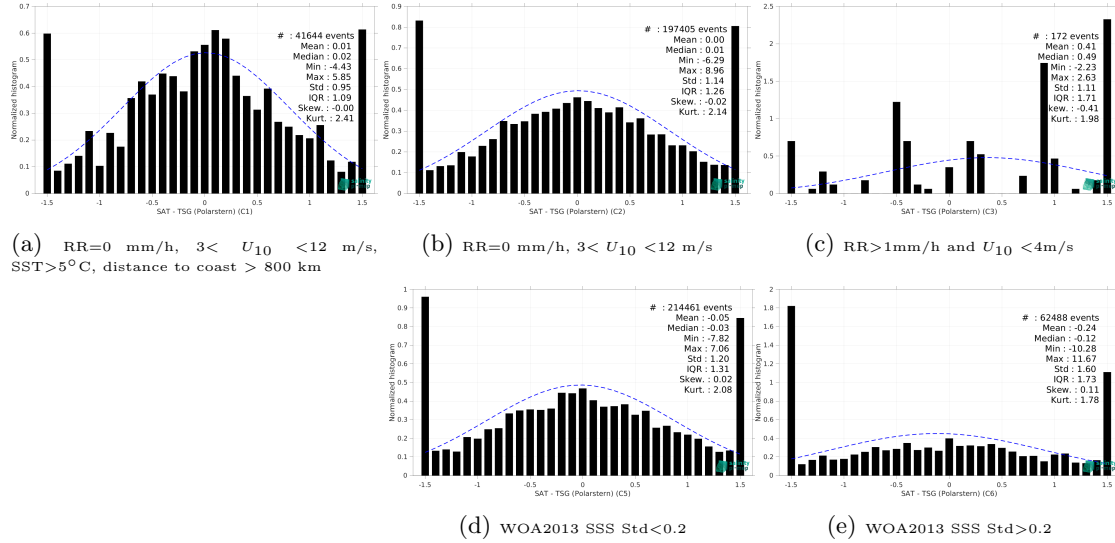 0.7
0.6
0.5
0.4
0.3
0.2
0.1
0
Normalized histogram
# : 41644 events
Mean : 0.01
Median : 0.02
Min : -4.43
Max : 5.85
Std : 0.95
IQR : 1.09
Skew. : -0.00
Kurt. : 2.41
-1.5 -1 -0.5 0 0.5 1 1.5
SAT - TSG (Polarstern) (C1)
(a) RR=0 mm/h, 3< U10 <12 m/s,
SST>5°C, distance to coast > 800 km
0.9
0.8
0.7
0.6
0.5
0.4
0.3
0.2
0.1
0
Normalized histogram
# : 197405 events
Mean : 0.00
Median : 0.01
Min : -6.29
Max : 8.96
Std : 1.14
IQR : 1.26
Skew. : -0.02
Kurt. : 2.14
-1.5 -1 -0.5 0 0.5 1 1.5
SAT - TSG (Polarstern) (C2)
(b) RR=0 mm/h, 3< U10 <12 m/s
2.5
2
1.5
1
0.5
0
Normalized histogram
# : 172 events
Mean : 0.41
Median : 0.49
Min : -2.23
Max : 2.63
Std : 1.11
IQR : 1.71
kew. : -0.41
Kurt. : 1.98
-1.5 -1 -0.5 0 0.5 1 1.5
SAT - TSG (Polarstern) (C3)
(c) RR>1mm/h and U10 <4m/s
1
0.9
0.8
0.7
0.6
0.5
0.4
0.3
0.2
0.1
0
Normalized histogram
# : 214461 events
Mean : -0.05
Median : -0.03
Min : -7.82
Max : 7.06
Std : 1.20
IQR : 1.31
Skew. : 0.02
Kurt. : 2.08
-1.5 -1 -0.5 0 0.5 1 1.5
SAT - TSG (Polarstern) (C5)
(d) WOA2013 SSS Std<0.2
2
1.8
1.6
1.4
1.2
1
0.8
0.6
0.4
0.2
0
Normalized histogram
# : 62488 events
Mean : -0.24
Median : -0.12
Min : -10.28
Max : 11.67
Std : 1.60
IQR : 1.73
Skew. : 0.11
Kurt. : 1.78
-1.5 -1 -0.5 0 0.5 1 1.5
SAT - TSG (Polarstern) (C6)
(e) WOA2013 SSS Std>0.2